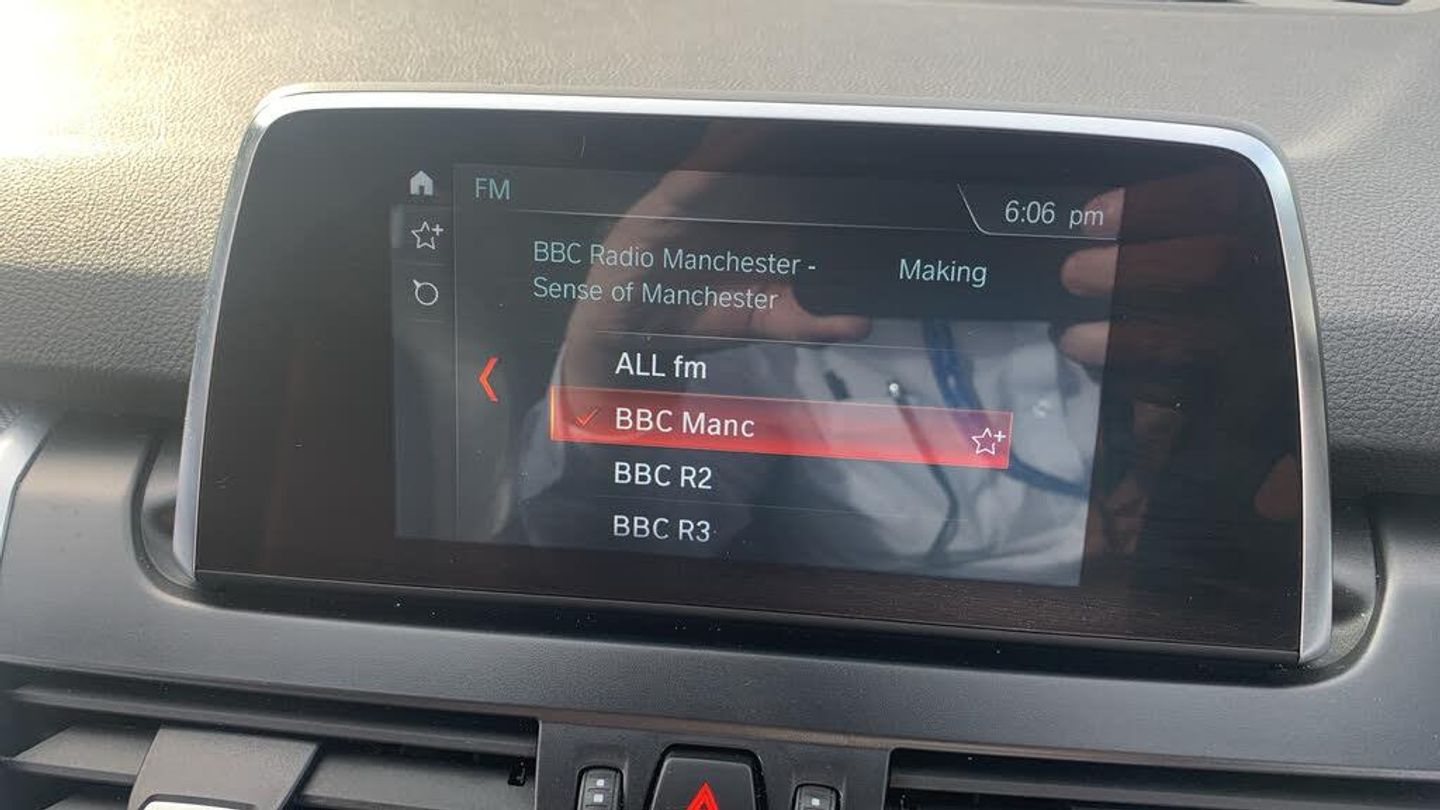 FM
6:06 pm
BBC Radio Manchester -
Sense of Manchester
Making
ALL fm
BBC Manc
BBC R2
BBC R3